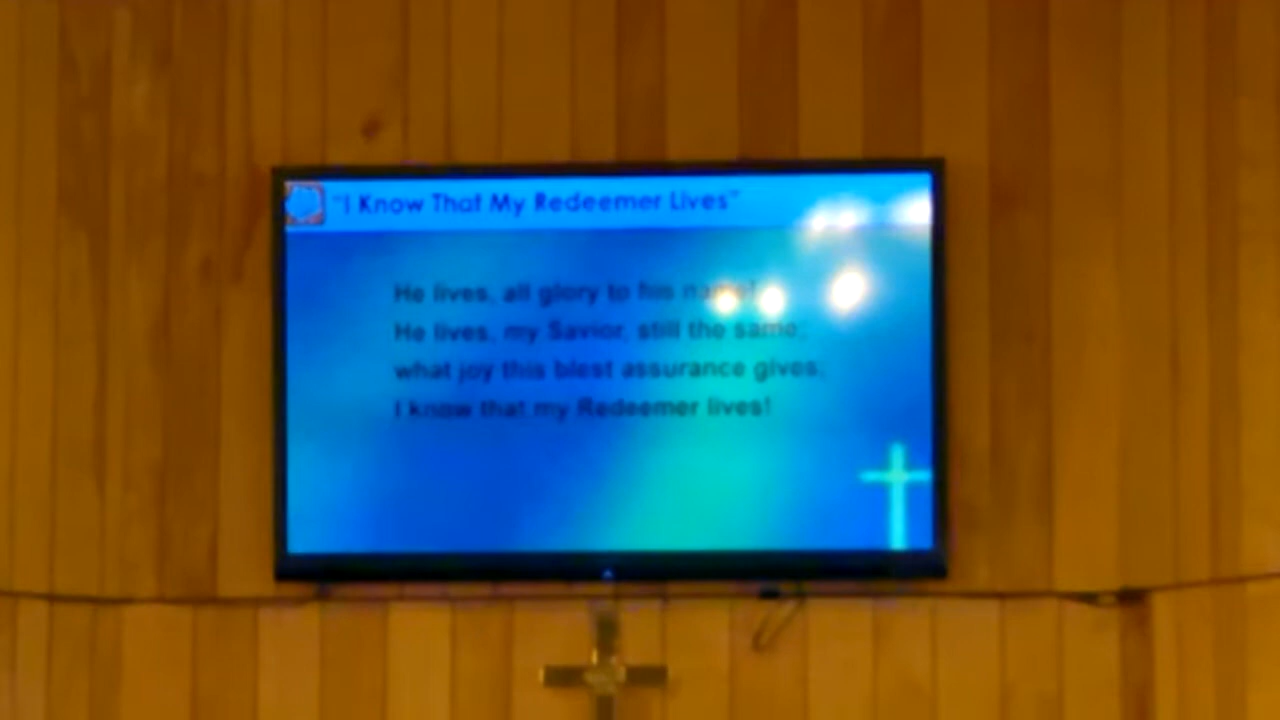 "I Know That My Redeemer Lives"
He lives, all glory to his name!
He lives, my Savior, still the same;
what joy this blest assurance gives:
I know that my Redeemer lives!